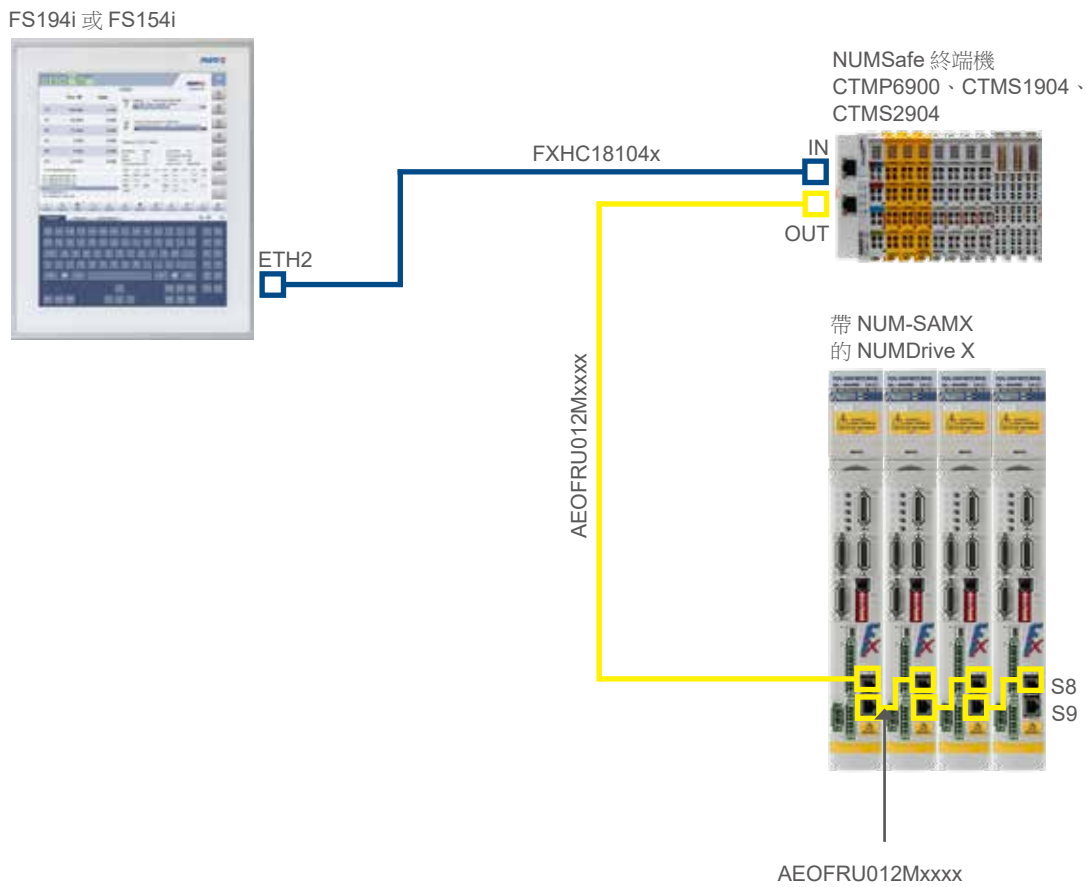 FS194i 或 FS154i
NUMSafe 終端機
CTMP6900、CTMS1904、
CTMS2904
IN
FXHC18104x
OUT
ETH2
帶 NUM-SAMX
的 NUMDrive X
AEOFRU012Mxxxx
S8
S9
AEOFRU012Mxxxx